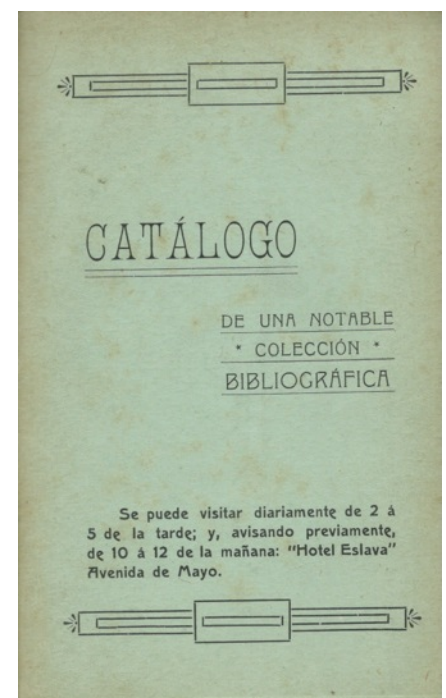 CATÁLOGO
DE UNA NOTABLE
* COLECCIÓN *
BIBLIOGRÁFICA
Se puede visitar diariamente de 2 á
5 de la tarde; y, avisando previamente,
de 10 á 12 de la mañana: "Hotel Eslava"
Avenida de Mayo.